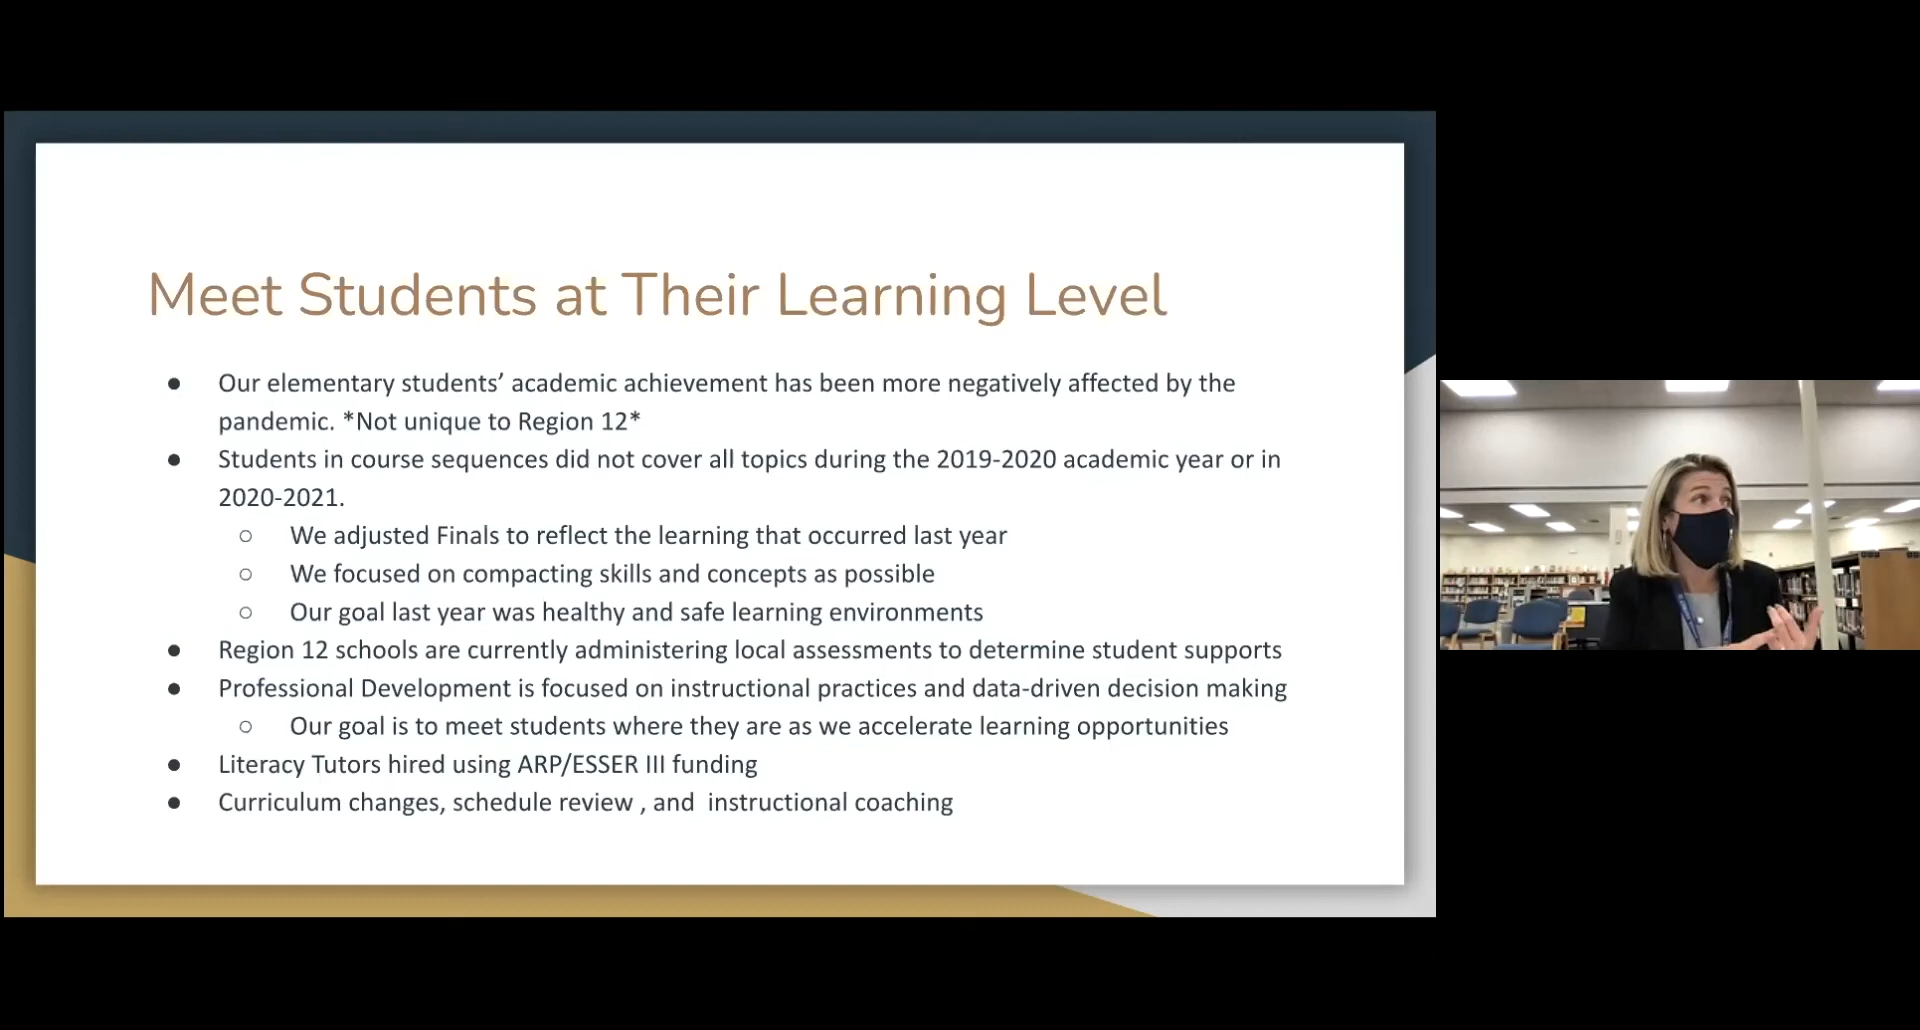 Meet Students at Their Learning Level
● Our elementary students’ academic achievement has been more negatively affected by the
pandemic. *Not unique to Region 12*
● Students in course sequences did not cover all topics during the 2019-2020 academic year or in
2020-2021.
○ We adjusted Finals to reflect the learning that occurred last year
○ We focused on compacting skills and concepts as possible
○ Our goal last year was healthy and safe learning environments
● Region 12 schools are currently administering local assessments to determine student supports
● Professional Development is focused on instructional practices and data-driven decision making
○ Our goal is to meet students where they are as we accelerate learning opportunities
● Literacy Tutors hired using ARP/ESSER III funding
● Curriculum changes, schedule review , and  instructional coaching